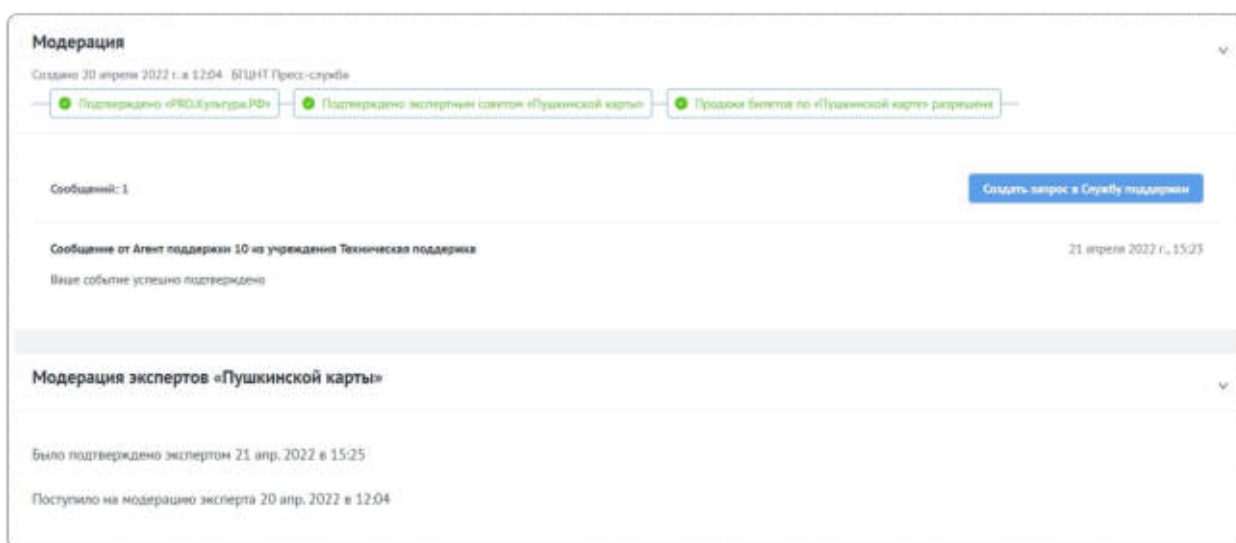 Модерация
Создано 20 апреля 2022 г. в 12:04 БГЦНТ Пресс-служба
Подтверждено «PRO.Культура.РФ» Подтверждено экспертным советом «Пушкинской карты» Продажа билетов по «Пушкинской карте» разрешена
Сообщений: 1 Создать запрос в Службу поддержки
Сообщение от Агент поддержки 10 из учреждения Техническая поддержка 21 апреля 2022 г., 15:23
Ваше событие успешно подтверждено
Модерация экспертов «Пушкинской карты»
Было подтверждено экспертом 21 апр. 2022 в 15:25
Поступило на модерацию эксперта 20 апр. 2022 в 12:04